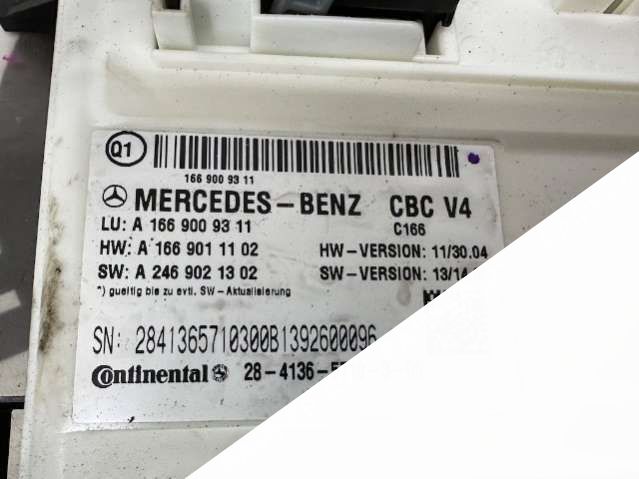 Q1
166 900 93 11
MERCEDES-BENZ CBC V4
LU: A 166 900 93 11 C166
HW: A 166 901 11 02 HW-VERSION: 11/30.04
SW: A 246 902 13 02 SW-VERSION: 13/14
*) gueltig bis zu evtl. SW-Aktualisierung
SN: 2841365710300B1392600096
Continental 28-4136-